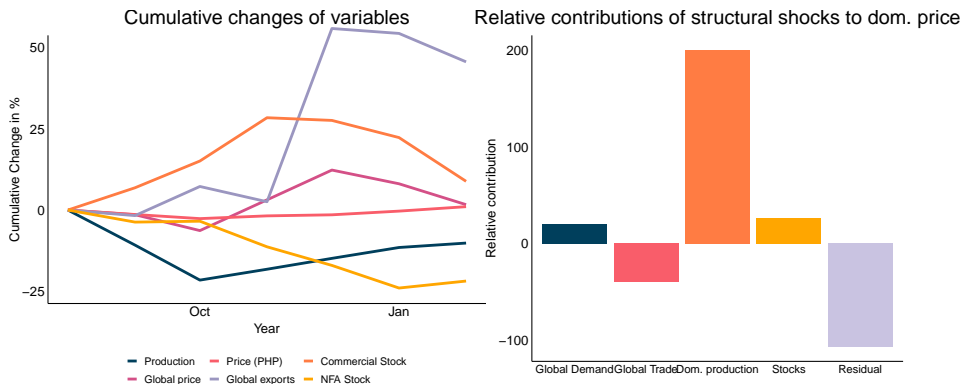 Cumulative changes of variables
50
25
0
−25
Cumulative Change in %
Oct
Jan
Year
Production
Price (PHP)
Commercial Stock
Global price
Global exports
NFA Stock
Relative contributions of structural shocks to dom. price
200
100
0
−100
Relative contribution
Global Demand
Global Trade
Dom. production
Stocks
Residual